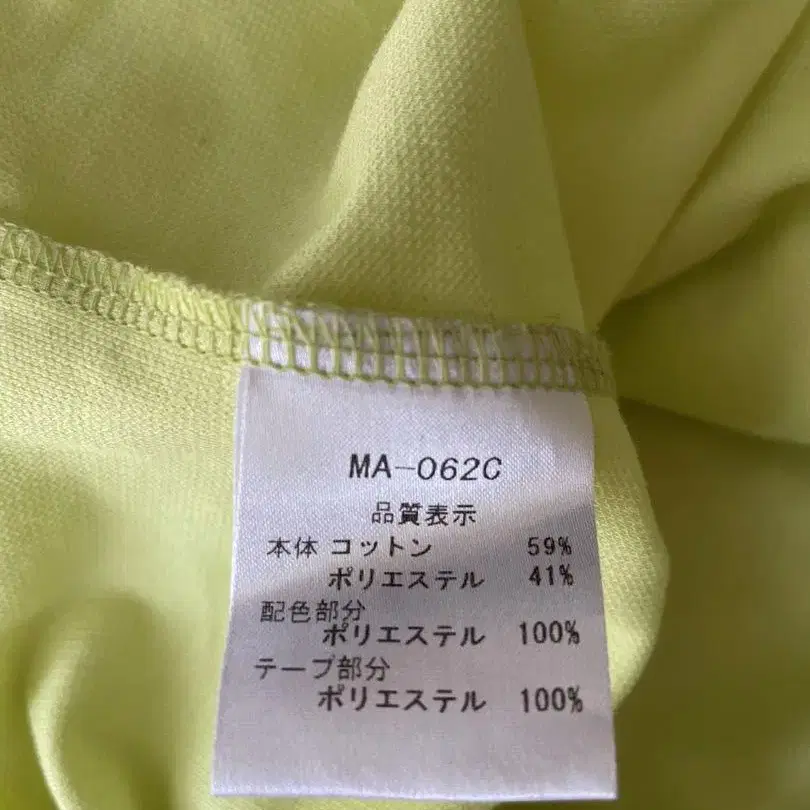 MA-062C
品質表示
本体 コットン 59%
ポリエステル 41%
配色部分
ポリエステル 100%
テープ部分
ポリエステル 100%